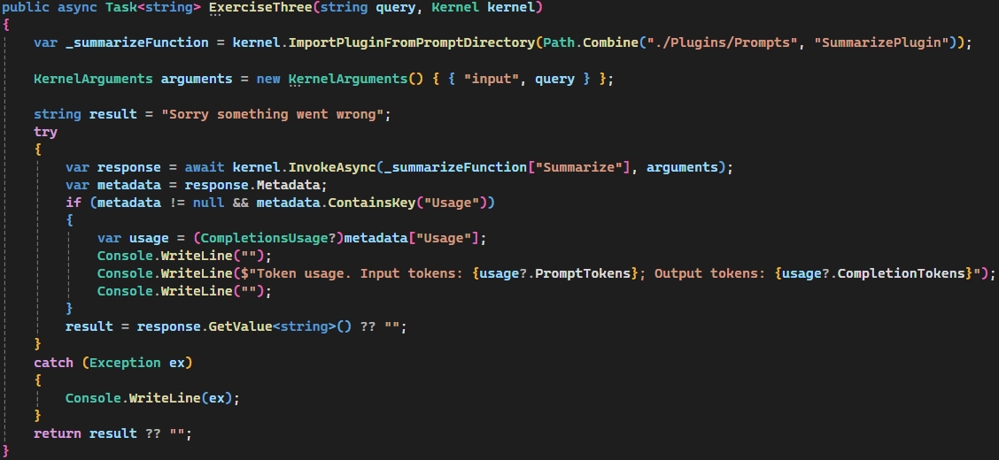 public async Task<string> ExerciseThree(string query, Kernel kernel)
{
    var _summarizeFunction = kernel.ImportPluginFromPromptDirectory(Path.Combine("./Plugins/Prompts", "SummarizePlugin"));

    KernelArguments arguments = new KernelArguments() { { "input", query } };

    string result = "Sorry something went wrong";
    try
    {
        var response = await kernel.InvokeAsync(_summarizeFunction["Summarize"], arguments);
        var metadata = response.Metadata;
        if (metadata != null && metadata.ContainsKey("Usage"))
        {
            var usage = (CompletionsUsage?)metadata["Usage"];
            Console.WriteLine("");
            Console.WriteLine($"Token usage. Input tokens: {usage?.PromptTokens}; Output tokens: {usage?.CompletionTokens}");
            Console.WriteLine("");
        }
        result = response.GetValue<string>() ?? "";
    }
    catch (Exception ex)
    {
        Console.WriteLine(ex);
    }
    return result ?? "";
}